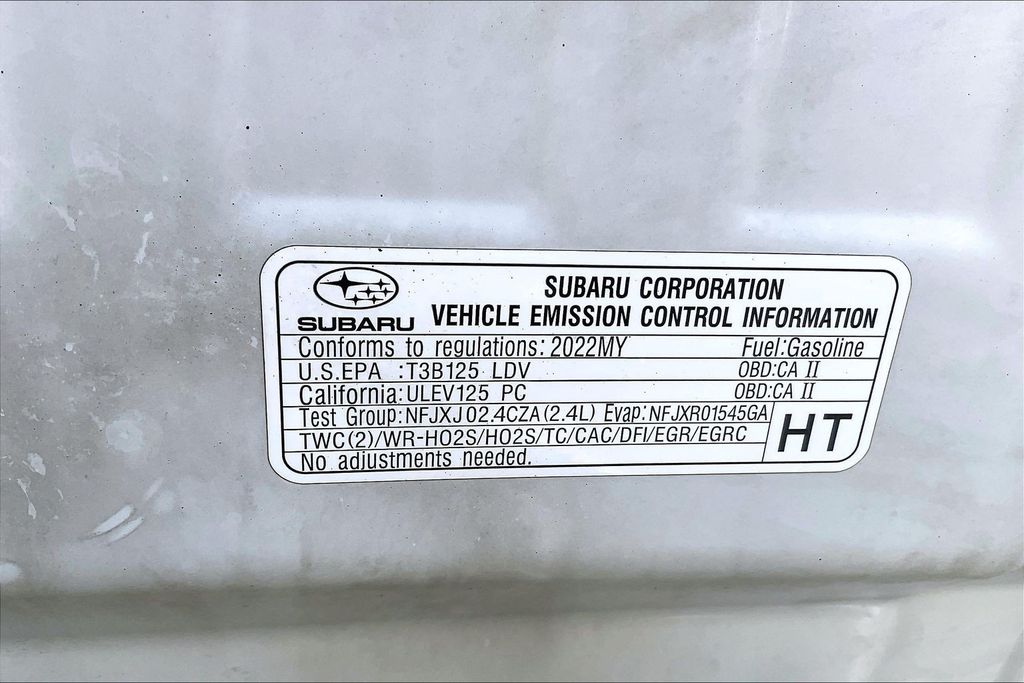 SUBARU
SUBARU CORPORATION
VEHICLE EMISSION CONTROL INFORMATION
Conforms to regulations: 2022MY Fuel:Gasoline
U.S.EPA :T3B125 LDV OBD:CA II
California:ULEV125 PC OBD:CA II
Test Group:NFJXJ02.4CZA(2.4L) Evap:NFJXR01545GA
TWC(2)/WR-HO2S/HO2S/TC/CAC/DFI/EGR/EGRC
HT
No adjustments needed.